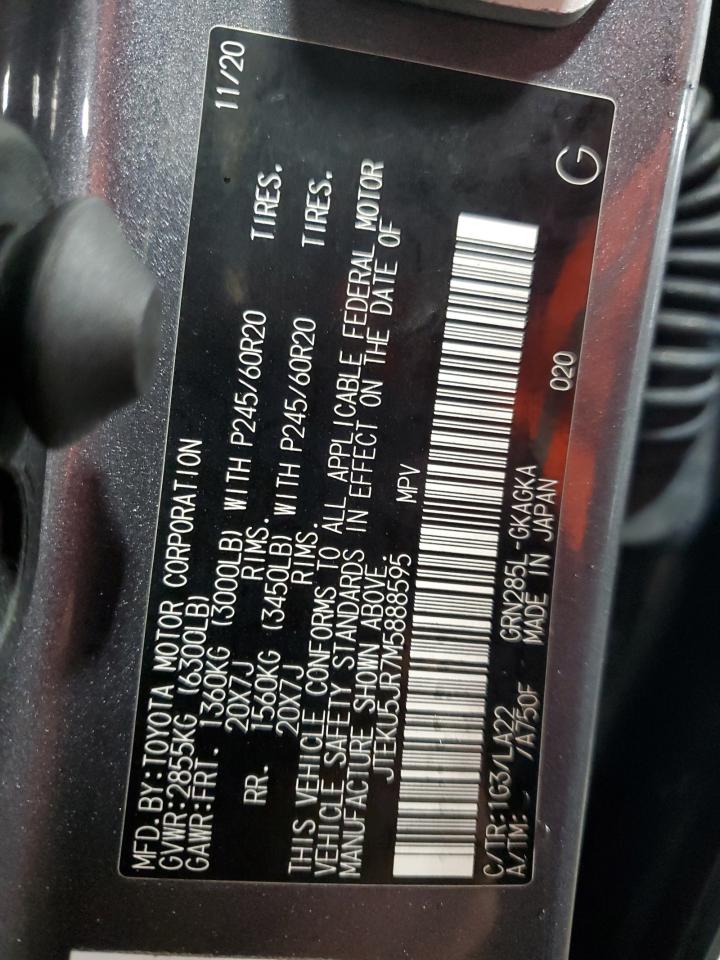 MFD.BY:TOYOTA MOTOR CORPORATION 11/20
GVWR:2855KG (6300LB)
GAWR:FRT. 1360KG (3000LB) WITH P245/60R20 TIRES.
20X7J RIMS.
RR. 1560KG (3450LB) WITH P245/60R20 TIRES.
20X7J RIMS.
THIS VEHICLE CONFORMS TO ALL APPLICABLE FEDERAL MOTOR
VEHICLE SAFETY STANDARDS IN EFFECT ON THE DATE OF
MANUFACTURE SHOWN ABOVE.
JTEKU5JR7M5888595 MPV
C/TR:1G3/LA22 GRN285L-GKAGKA
A/TM: - /A750F MADE IN JAPAN
020 G